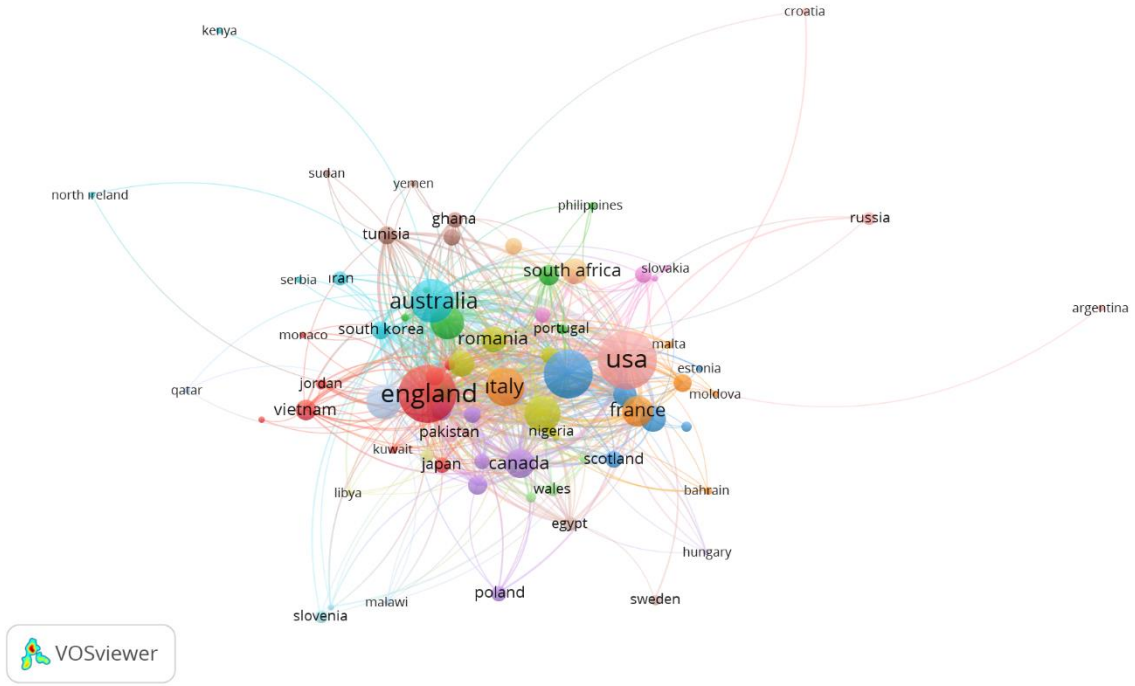 croatia
kenya
sudan
yemen
north ireland
philippines
ghana
russia
tunisia
south africa
slovakia
serbia
iran
australia
argentina
south korea
portugal
monaco
romania
malta
usa
estonia
qatar
jordan
england
italy
moldova
vietnam
france
pakistan
nigeria
kuwait
japan
canada
scotland
libya
wales
bahrain
egypt
hungary
poland
malawi
sweden
slovenia
VOSviewer